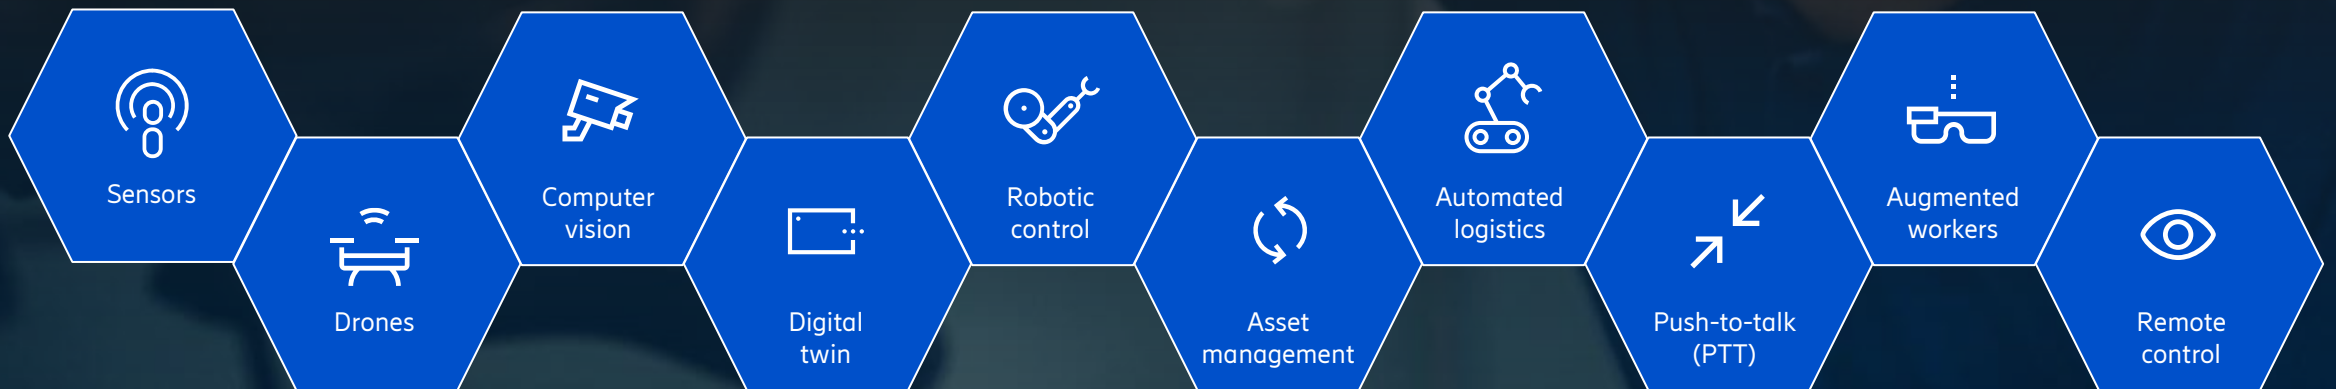 Sensors
Drones
Computer
vision
Digital
twin
Robotic
control
Asset
management
Automated
logistics
Push-to-talk
(PTT)
Augmented
workers
Remote
control